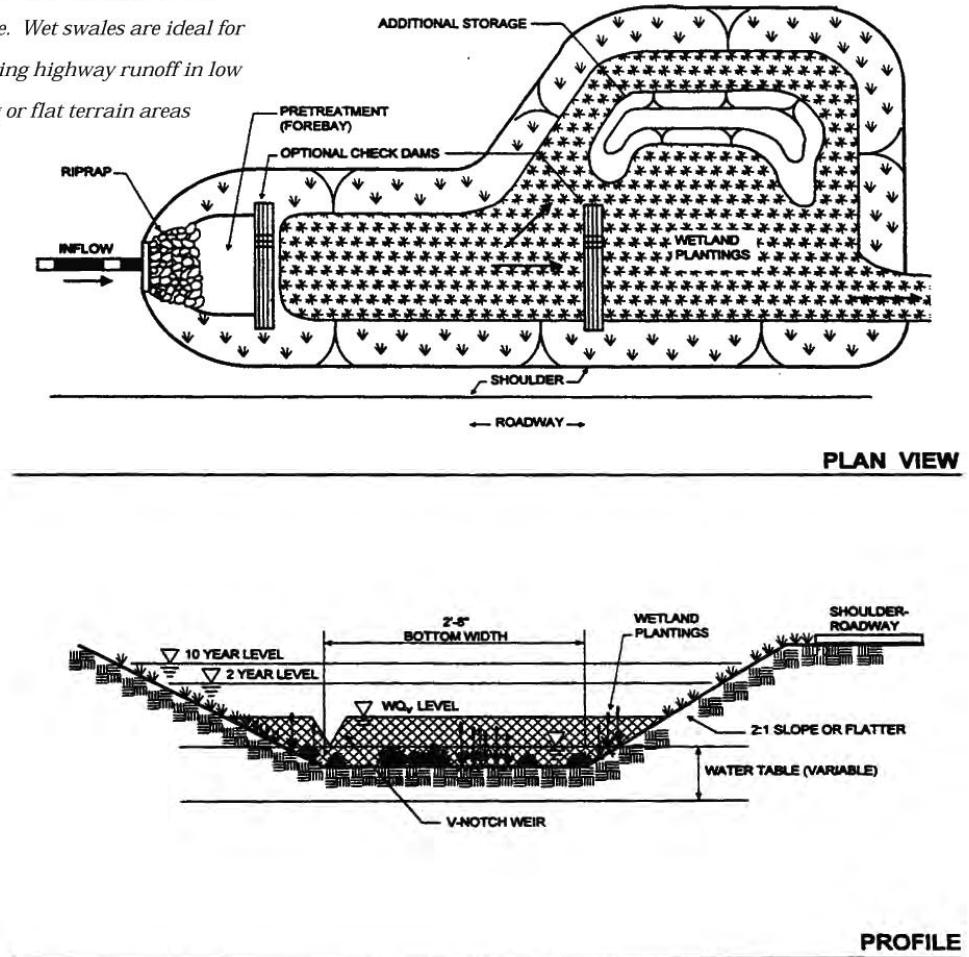 e. Wet swales are ideal for
ing highway runoff in low
or flat terrain areas
ADDITIONAL STORAGE
PRETREATMENT
(FOREBAY)
OPTIONAL CHECK DAMS
RIPRAP
INFLOW
WETLAND
PLANTINGS
SHOULDER
ROADWAY
PLAN VIEW
2'-8"
BOTTOM WIDTH
WETLAND
PLANTINGS
SHOULDER-
ROADWAY
10 YEAR LEVEL
2 YEAR LEVEL
WQv LEVEL
2:1 SLOPE OR FLATTER
WATER TABLE (VARIABLE)
V-NOTCH WEIR
PROFILE